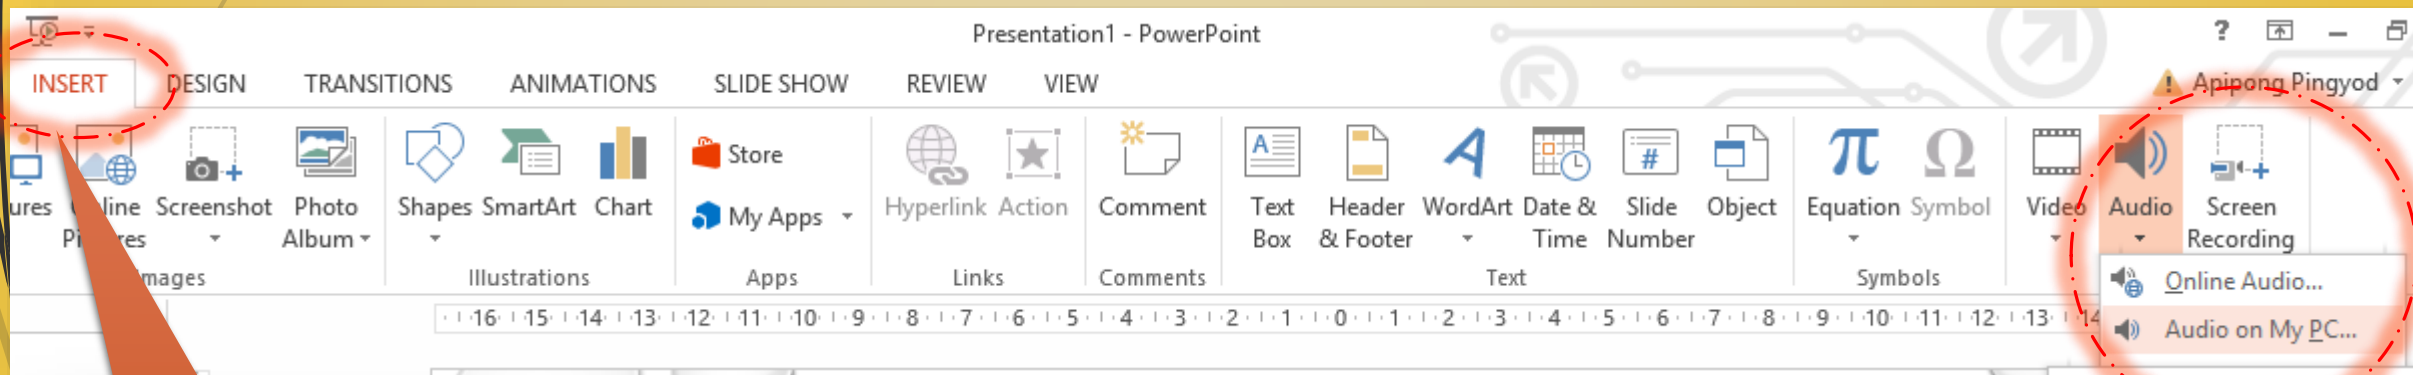 Presentation1 - PowerPoint
?
INSERT DESIGN TRANSITIONS ANIMATIONS SLIDE SHOW REVIEW VIEW
Apipong Pingyod
Screenshot
Photo
Album
Shapes SmartArt Chart
Store
My Apps
Hyperlink Action
Comment
Text
Box
Header
& Footer
WordArt
Date &
Time
Slide
Number
Object
Equation Symbol
Video
Audio
Screen
Recording
Illustrations
Apps
Links
Comments
Text
Symbols
Online Audio...
Audio on My PC...
16 15 14 13 12 11 10 9 8 7 6 5 4 3 2 1 0 1 2 3 4 5 6 7 8 9 10 11 12 13 14